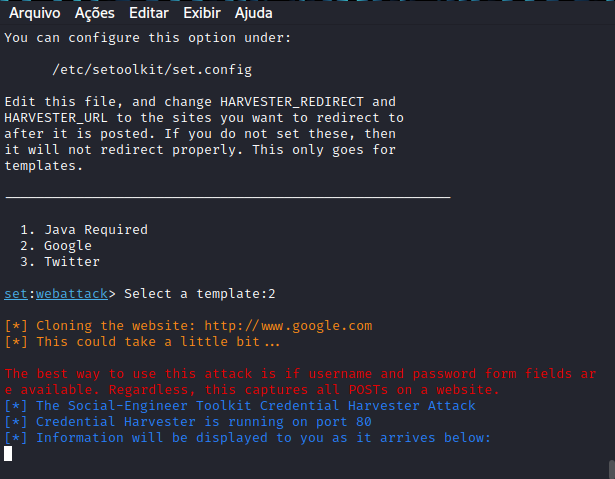 Arquivo Ações Editar Exibir Ajuda
You can configure this option under:
/etc/setoolkit/set.config
Edit this file, and change HARVESTER_REDIRECT and
HARVESTER_URL to the sites you want to redirect to
after it is posted. If you do not set these, then
it will not redirect properly. This only goes for
templates.
1. Java Required
2. Google
3. Twitter
set:webattack> Select a template:2
[*] Cloning the website: http://www.google.com
[*] This could take a little bit...
The best way to use this attack is if username and password form fields ar
e available. Regardless, this captures all POSTs on a website.
[*] The Social-Engineer Toolkit Credential Harvester Attack
[*] Credential Harvester is running on port 80
[*] Information will be displayed to you as it arrives below: